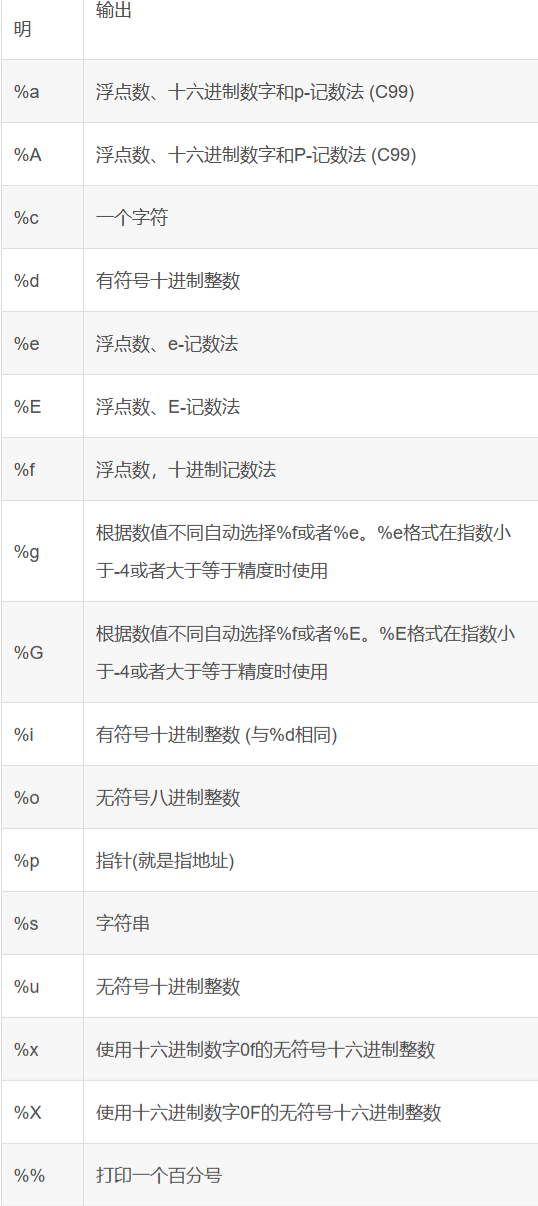 输出
明
%a 浮点数、十六进制数字和p-记数法 (C99)
%A 浮点数、十六进制数字和P-记数法 (C99)
%c 一个字符
%d 有符号十进制整数
%e 浮点数、e-记数法
%E 浮点数、E-记数法
%f 浮点数，十进制记数法
%g 根据数值不同自动选择%f或者%e。%e格式在指数小
于-4或者大于等于精度时使用
%G 根据数值不同自动选择%f或者%E。%E格式在指数小
于-4或者大于等于精度时使用
%i 有符号十进制整数 (与%d相同)
%o 无符号八进制整数
%p 指针(就是指地址)
%s 字符串
%u 无符号十进制整数
%x 使用十六进制数字0f的无符号十六进制整数
%X 使用十六进制数字0F的无符号十六进制整数
%% 打印一个百分号